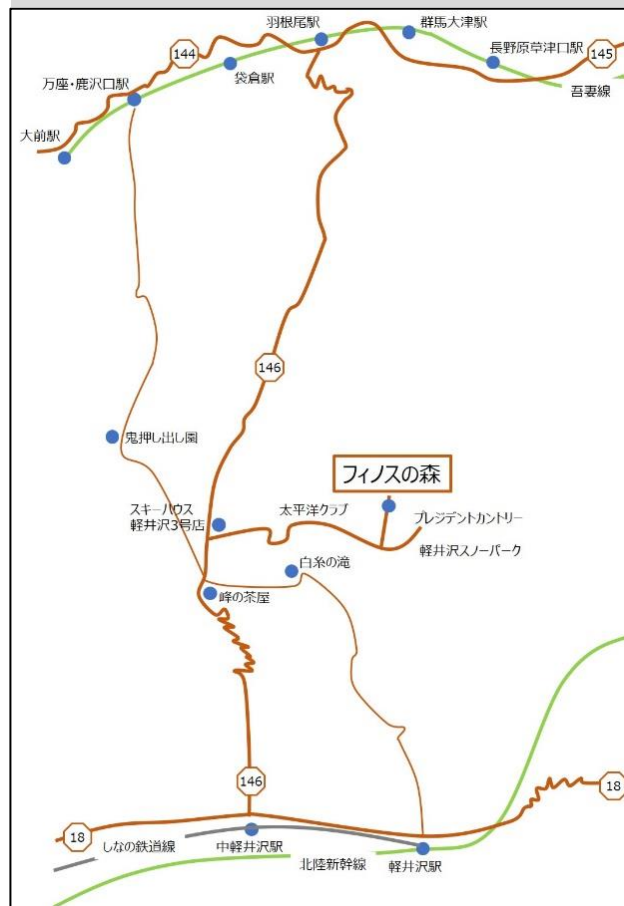 羽根尾駅
群馬大津駅
144
長野原草津口駅
145
万座・鹿沢口駅
袋倉駅
吾妻線
大前駅
146
鬼押し出し園
フィノスの森
スキーハウス
軽井沢3号店
太平洋クラブ
プレジデントカントリー
軽井沢スノーパーク
白糸の滝
峰の茶屋
146
18
18
しなの鉄道線
中軽井沢駅
北陸新幹線
軽井沢駅